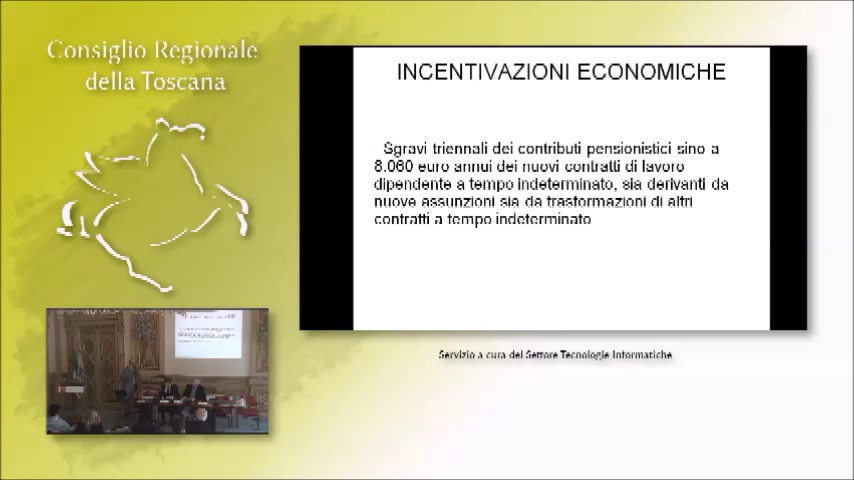 Consiglio Regionale
della Toscana
INCENTIVAZIONI ECONOMICHE
Sgravi triennali dei contributi pensionistici sino a
8.060 euro annui dei nuovi contratti di lavoro
dipendente a tempo indeterminato, sia derivanti da
nuove assunzioni sia da trasformazioni di altri
contratti a tempo indeterminato
Servizio a cura del Settore Tecnologie Informatiche